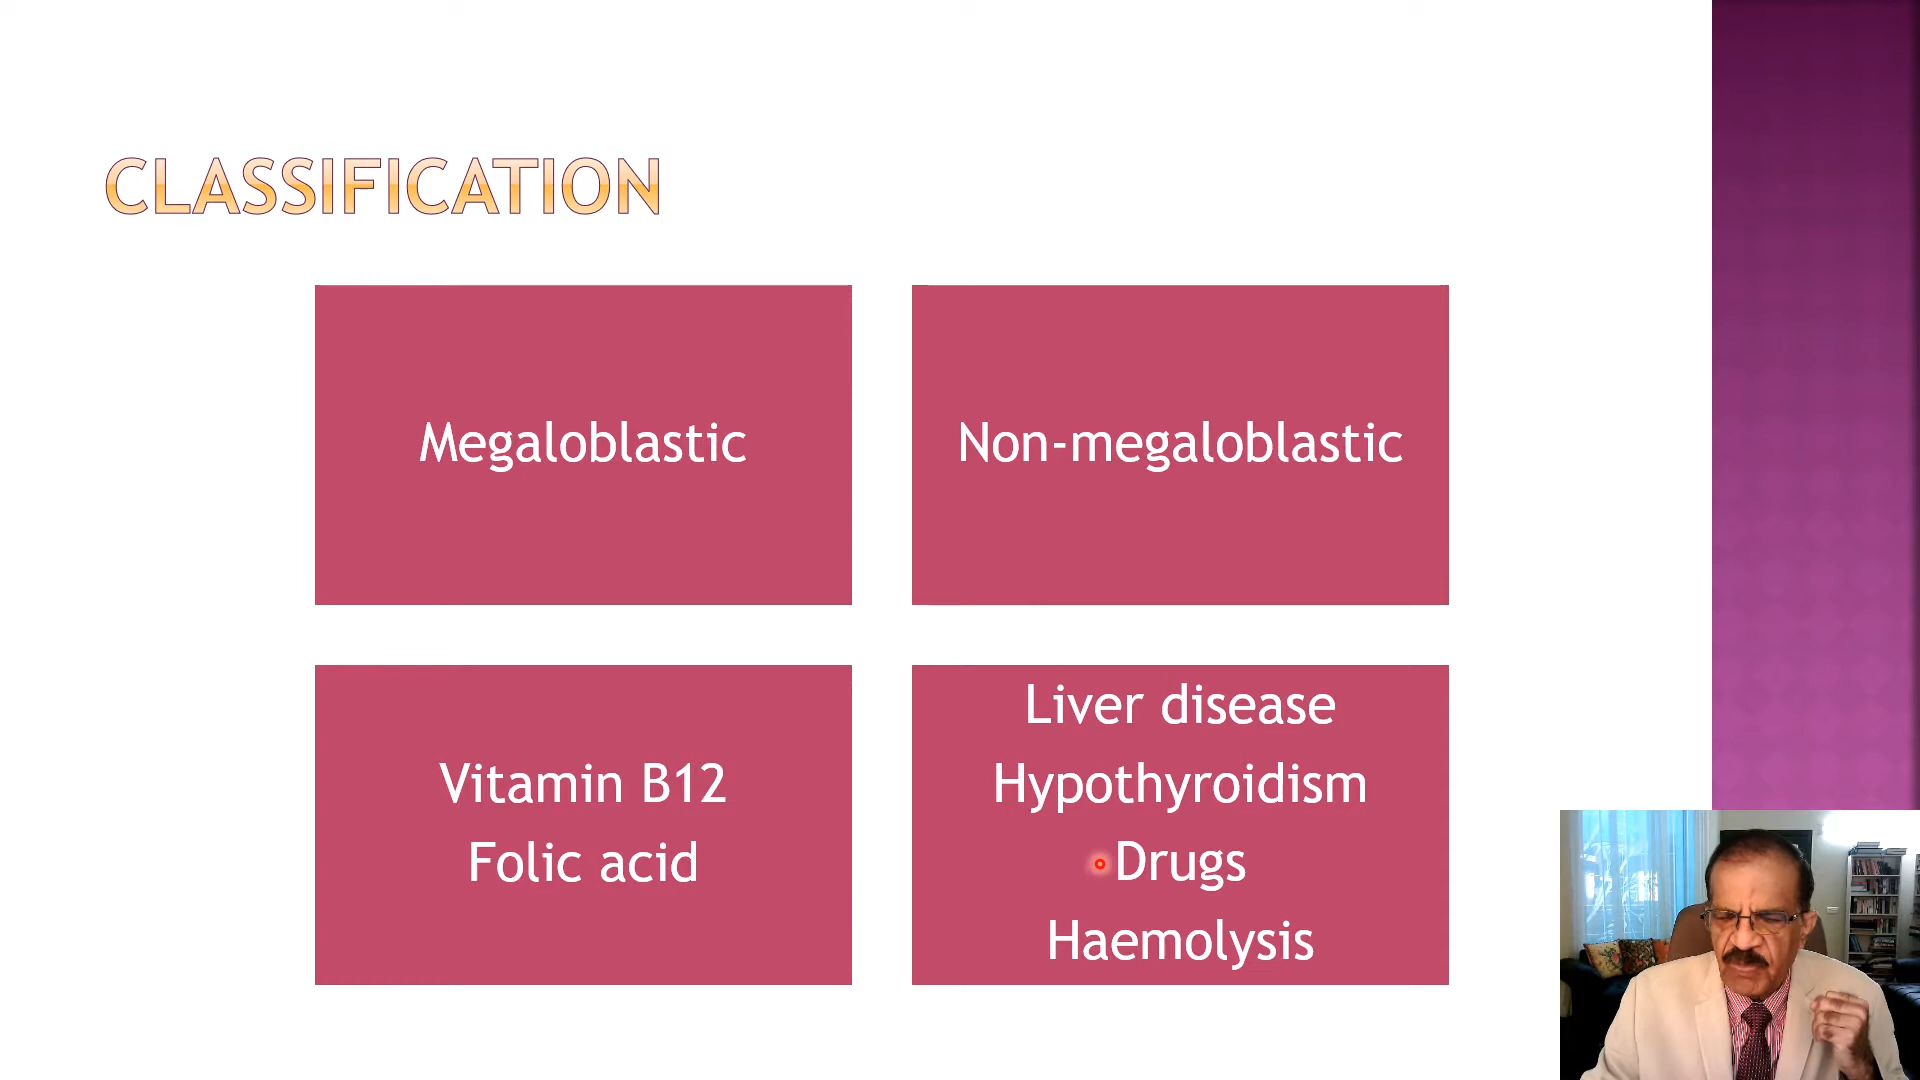 CLASSIFICATION
Megaloblastic
Non-megaloblastic
Vitamin B12
Folic acid
Liver disease
Hypothyroidism
Drugs
Haemolysis